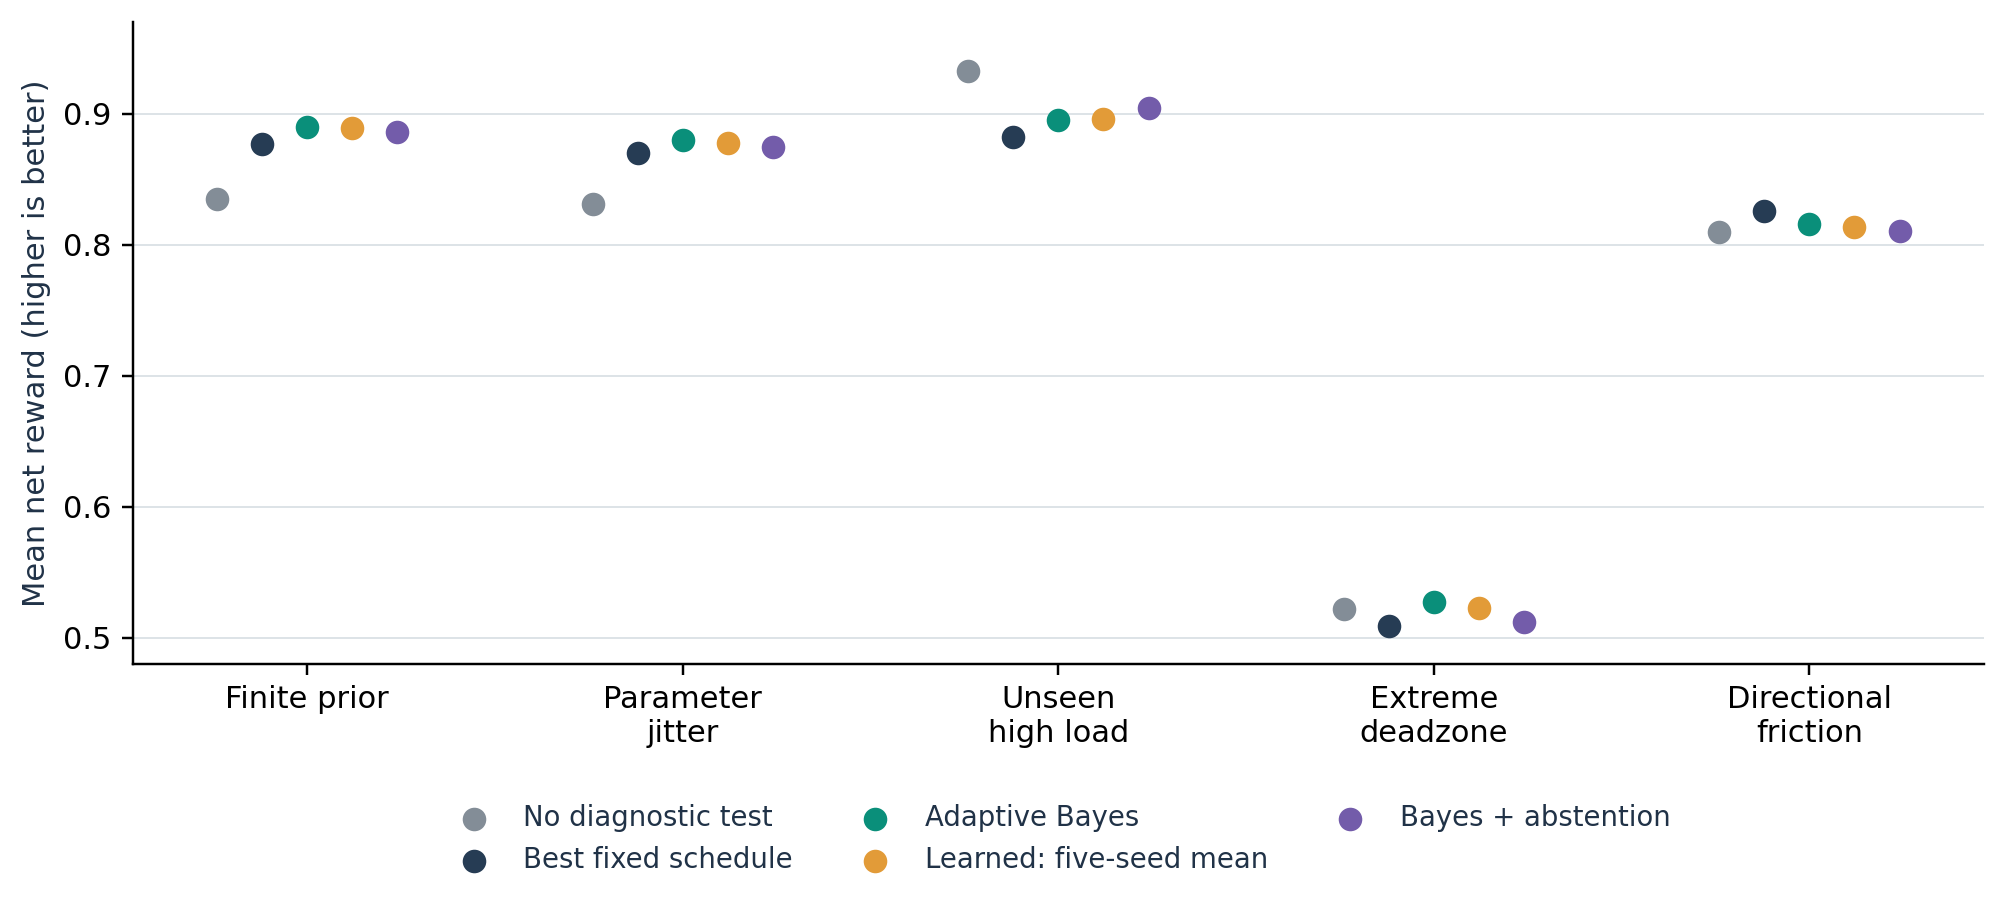 Mean net reward (higher is better)
0.9
0.8
0.7
0.6
0.5
Finite prior
Parameter
jitter
Unseen
high load
Extreme
deadzone
Directional
friction
No diagnostic test
Best fixed schedule
Adaptive Bayes
Learned: five-seed mean
Bayes + abstention